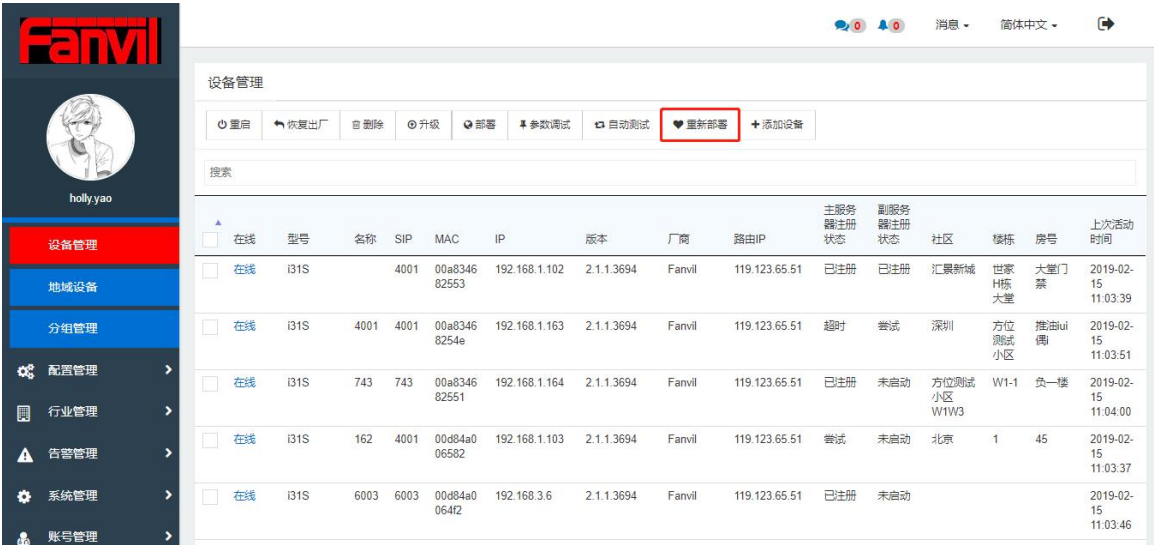 Fanvil
0 0 消息 简体中文
holly.yao
设备管理
地域设备
分组管理
配置管理
行业管理
告警管理
系统管理
账号管理
设备管理
重启 恢复出厂 删除 升级 部署 参数调试 自动测试 重新部署 添加设备
搜索
在线 型号 名称 SIP MAC IP 版本 厂商 路由IP 主服务器注册状态 副服务器注册状态 社区 楼栋 房号 上次活动时间
在线 i31S 4001 00a834682553 192.168.1.102 2.1.1.3694 Fanvil 119.123.65.51 已注册 已注册 汇景新城 世家H栋大堂 大堂门禁 2019-02-15 11:03:39
在线 i31S 4001 4001 00a83468254e 192.168.1.163 2.1.1.3694 Fanvil 119.123.65.51 超时 尝试 深圳 方位测试小区 推油iui偶i 2019-02-15 11:03:51
在线 i31S 743 743 00a834682551 192.168.1.164 2.1.1.3694 Fanvil 119.123.65.51 已注册 未启动 方位测试小区W1W3 W1-1 负一楼 2019-02-15 11:04:00
在线 i31S 162 4001 00d84a006582 192.168.1.103 2.1.1.3694 Fanvil 119.123.65.51 尝试 未启动 北京 1 45 2019-02-15 11:03:37
在线 i31S 6003 6003 00d84a0064f2 192.168.3.6 2.1.1.3694 Fanvil 119.123.65.51 已注册 未启动 2019-02-15 11:03:46